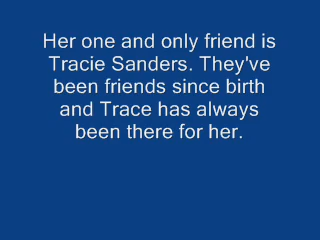 Her one and only friend is
Tracie Sanders. They've
been friends since birth
and Trace has always
been there for her.